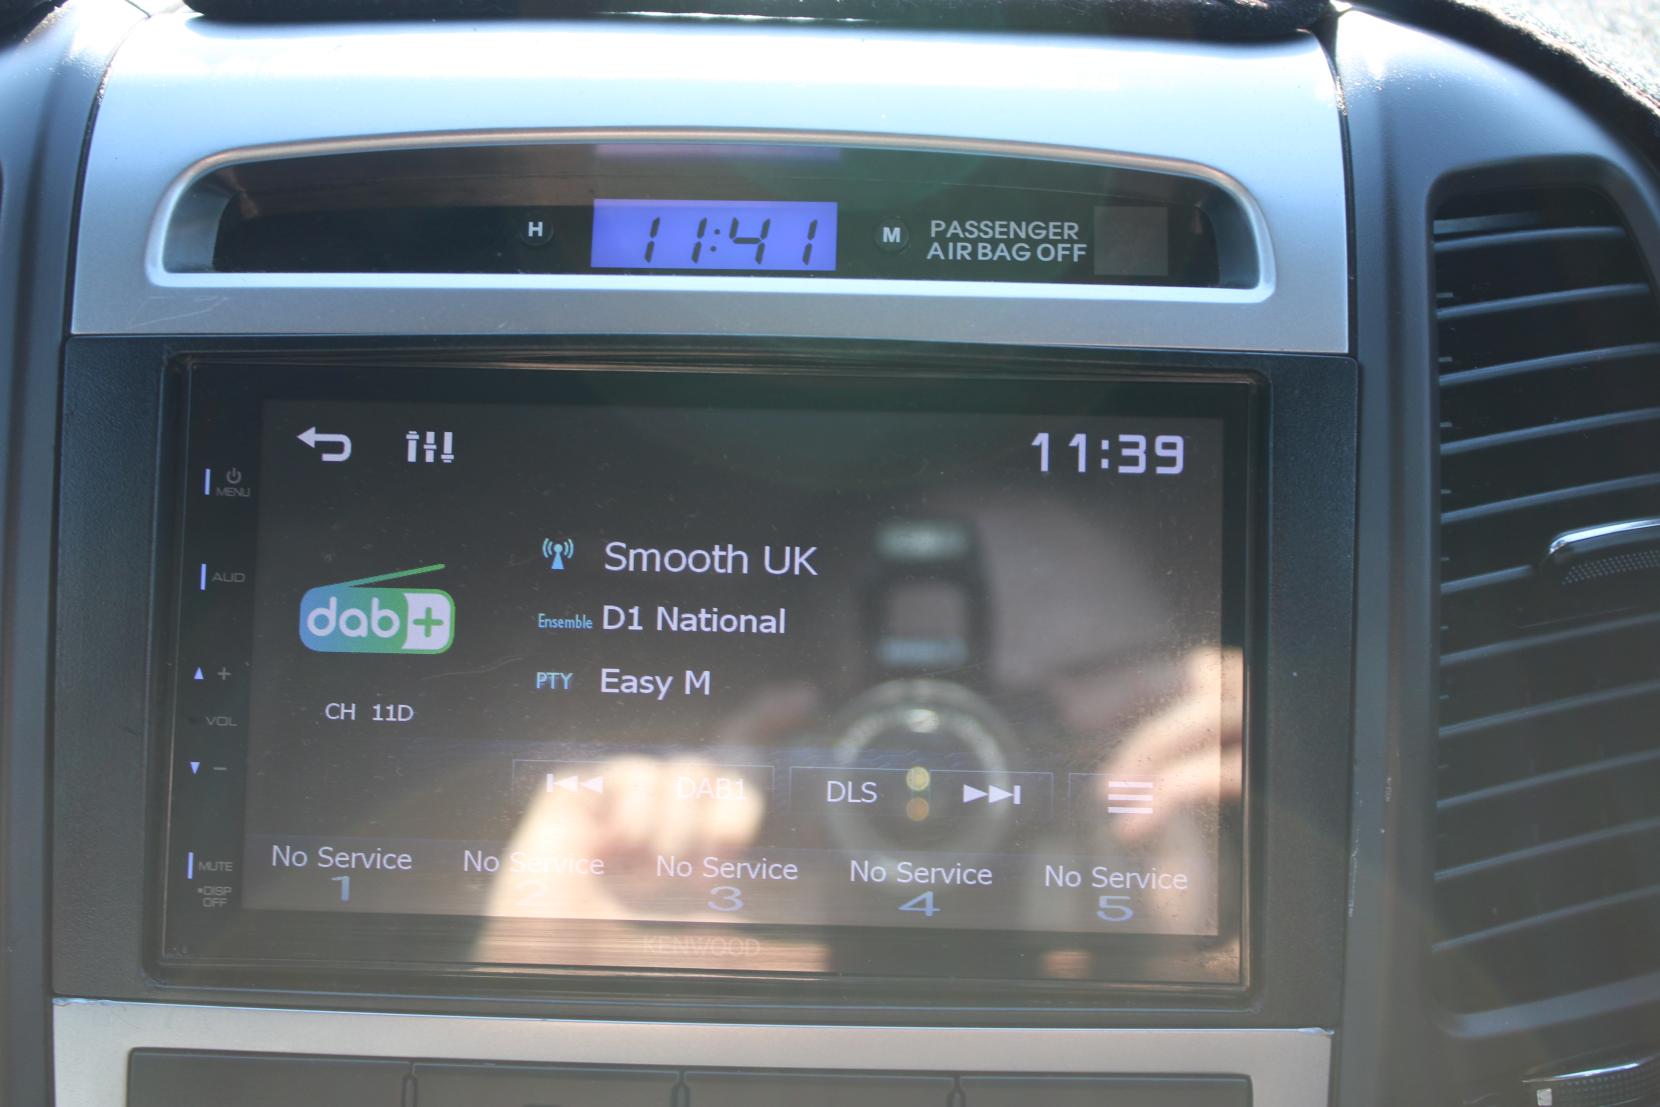 H 11:41 M PASSENGER
AIR BAG OFF
11:39
MENU
Smooth UK
AUD
dab+
Ensemble D1 National
PTY Easy M
+
CH 11D
VOL
−
DAB1 DLS
MUTE
No Service No Service No Service No Service No Service
1 2 3 4 5
•DISP
OFF
KENWOOD